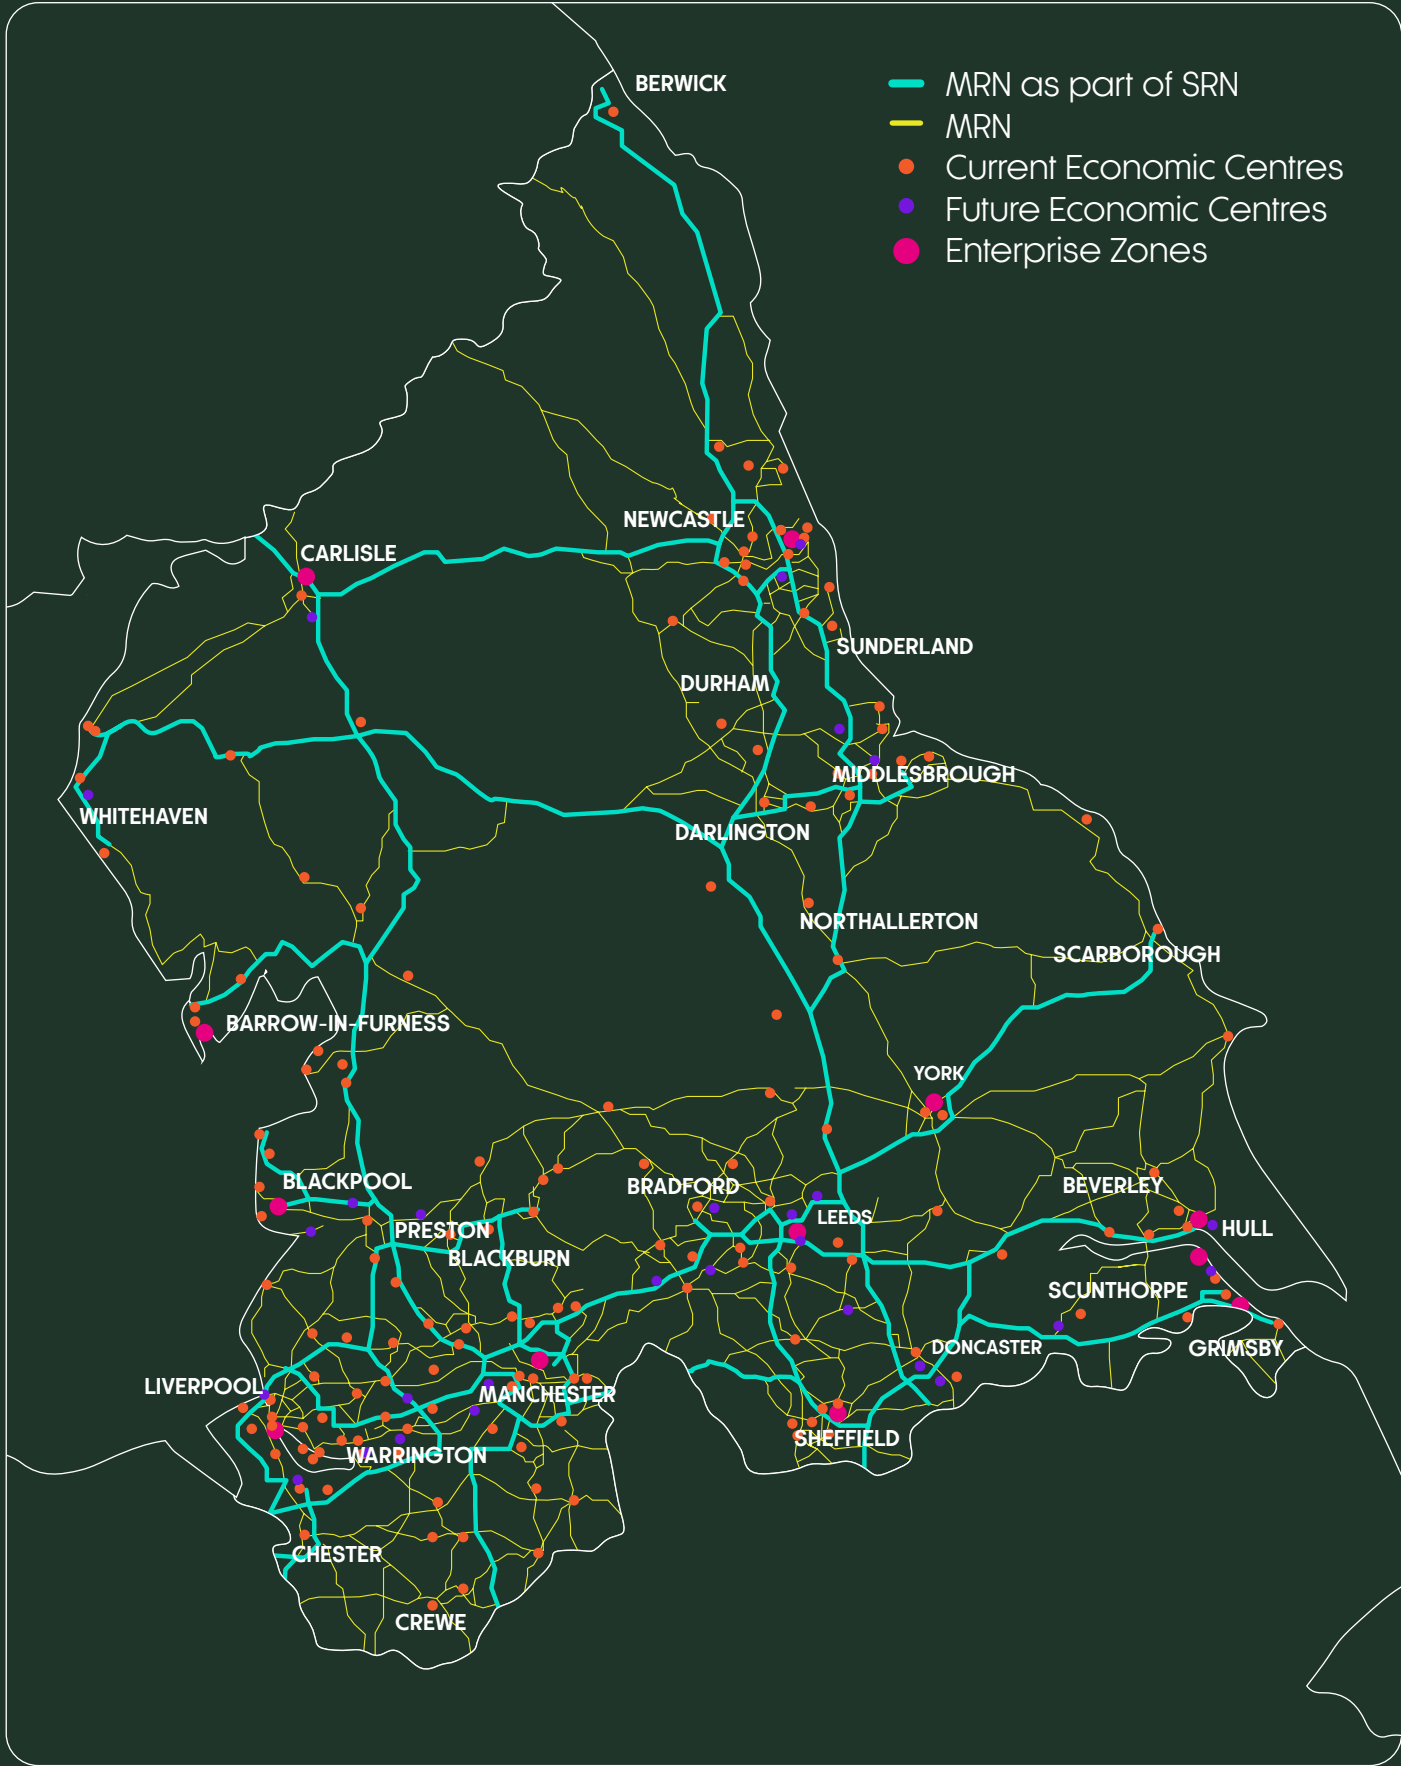 BERWICK
MRN as part of SRN
MRN
Current Economic Centres
Future Economic Centres
Enterprise Zones
NEWCASTLE
CARLISLE
SUNDERLAND
DURHAM
MIDDLESBROUGH
WHITEHAVEN
DARLINGTON
NORTHALLERTON
SCARBOROUGH
BARROW-IN-FURNESS
YORK
BLACKPOOL
BRADFORD
BEVERLEY
LEEDS
PRESTON
HULL
BLACKBURN
SCUNTHORPE
DONCASTER
GRIMSBY
LIVERPOOL
MANCHESTER
SHEFFIELD
WARRINGTON
CHESTER
CREWE